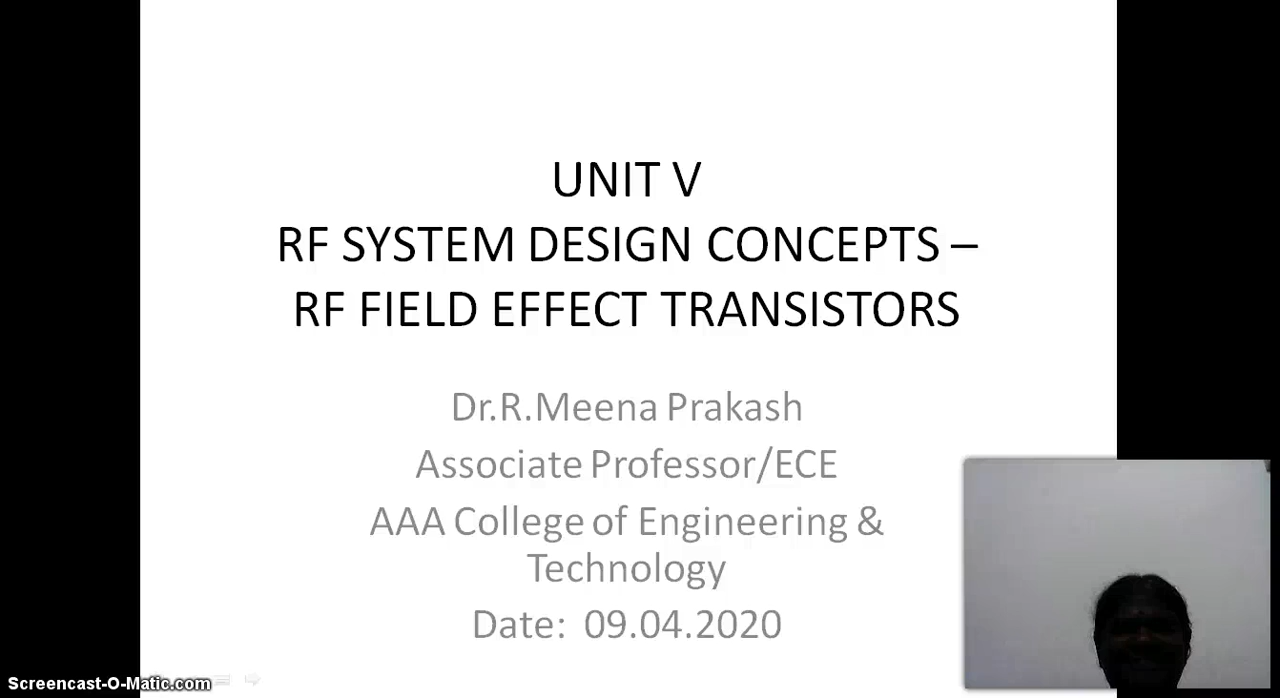 UNIT V
RF SYSTEM DESIGN CONCEPTS –
RF FIELD EFFECT TRANSISTORS
Dr.R.Meena Prakash
Associate Professor/ECE
AAA College of Engineering &
Technology
Date: 09.04.2020
Screencast-O-Matic.com